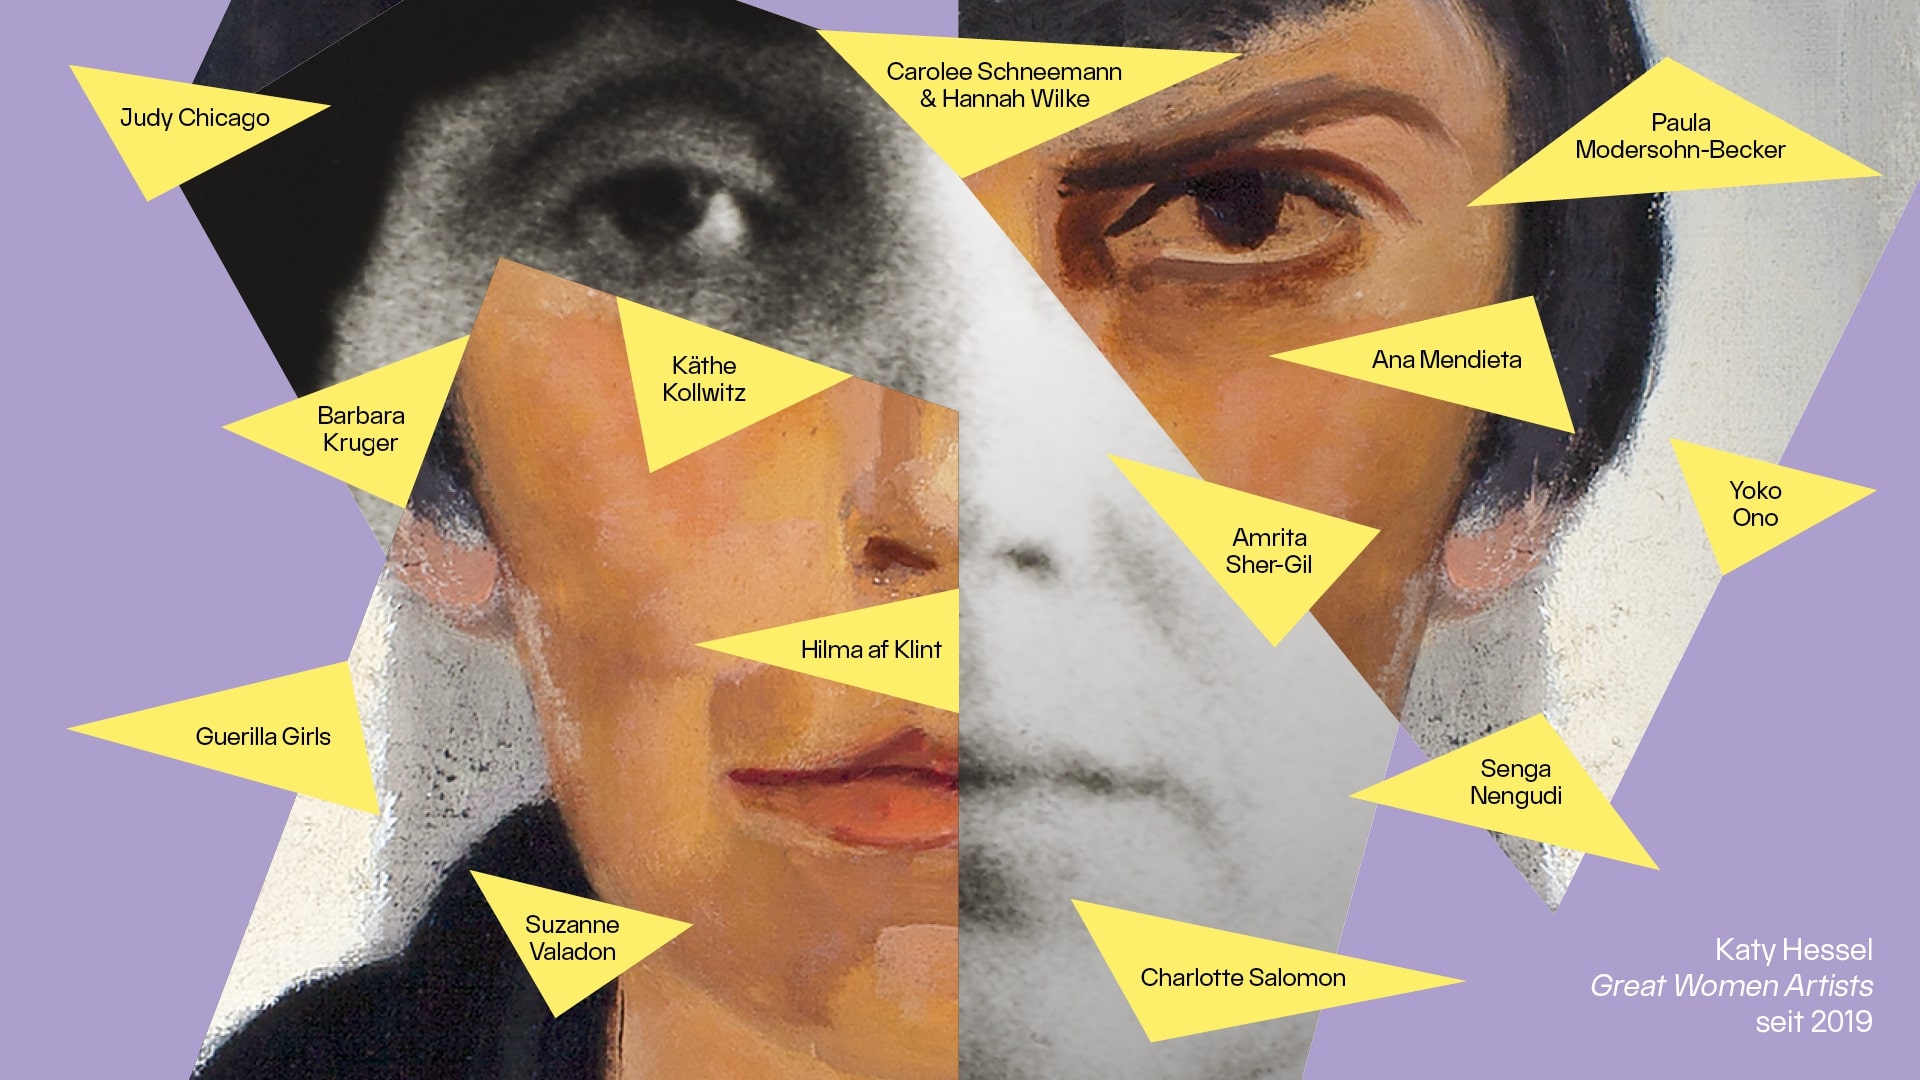 Judy Chicago
Carolee Schneemann
& Hannah Wilke
Paula
Modersohn-Becker
Käthe
Kollwitz
Ana Mendieta
Barbara
Kruger
Yoko
Ono
Amrita
Sher-Gil
Hilma af Klint
Guerilla Girls
Senga
Nengudi
Suzanne
Valadon
Charlotte Salomon
Katy Hessel
Great Women Artists
seit 2019